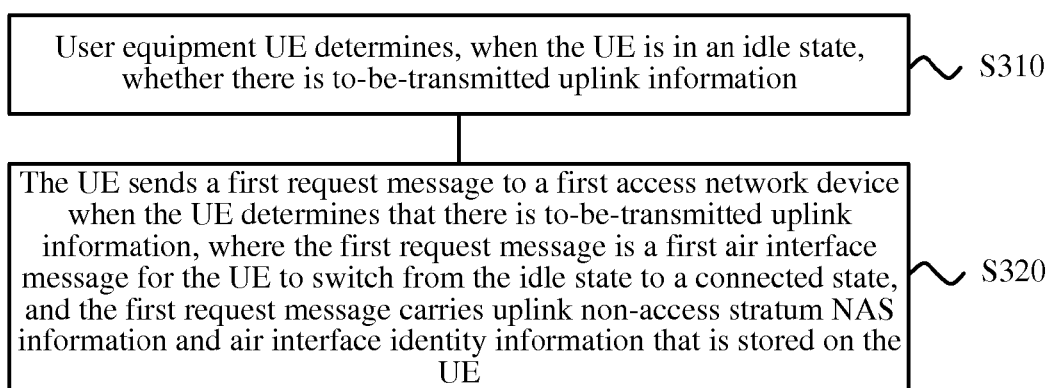 User equipment UE determines, when the UE is in an idle state,
whether there is to-be-transmitted uplink information
S310
The UE sends a first request message to a first access network device
when the UE determines that there is to-be-transmitted uplink
information, where the first request message is a first air interface
message for the UE to switch from the idle state to a connected state,
and the first request message carries uplink non-access stratum NAS
information and air interface identity information that is stored on the
UE
S320